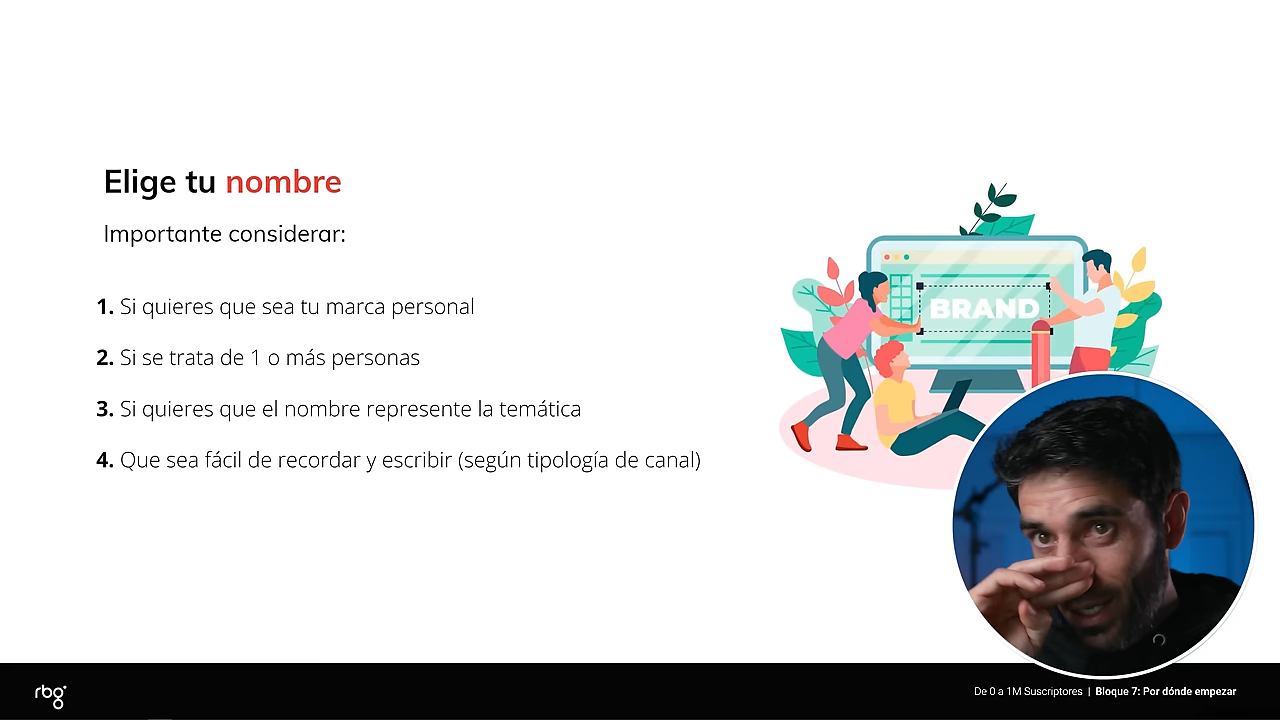 Elige tu nombre
Importante considerar:
1. Si quieres que sea tu marca personal
2. Si se trata de 1 o más personas
3. Si quieres que el nombre represente la temática
4. Que sea fácil de recordar y escribir (según tipología de canal)
BRAND
rbg
De 0 a 1M Suscriptores | Bloque 7: Por dónde empezar